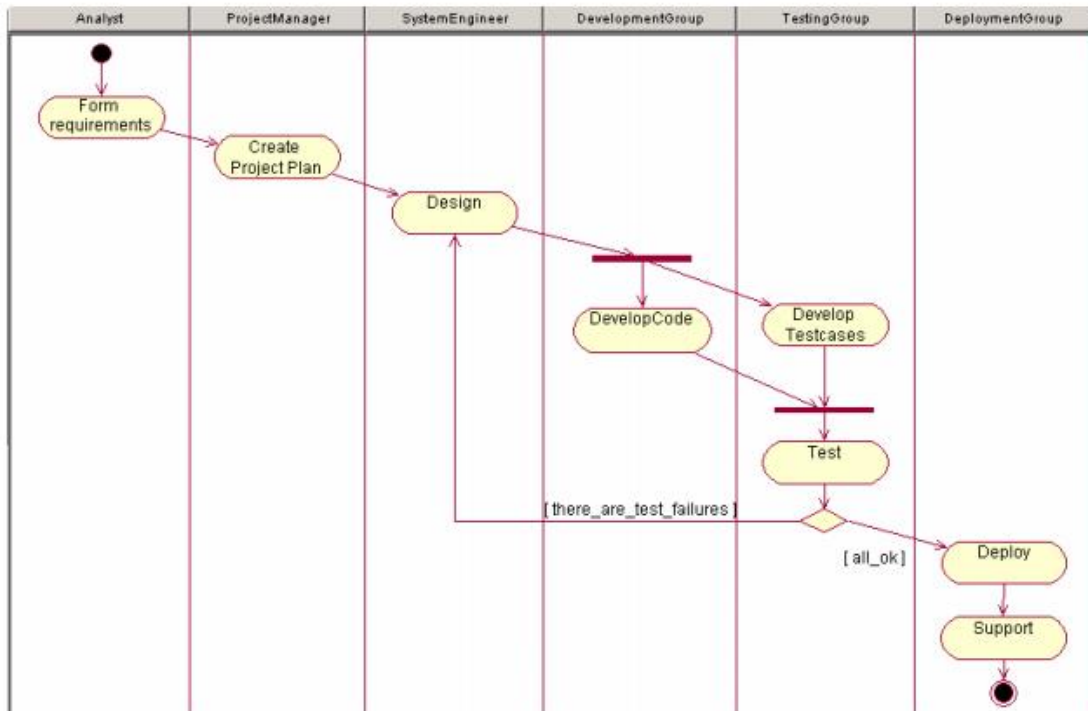 Analyst
ProjectManager
SystemEngineer
DevelopmentGroup
TestingGroup
DeploymentGroup
Form
requirements
Create
Project Plan
Design
DevelopCode
Develop
Testcases
Test
[ there_are_test_failures ]
[ all_ok ]
Deploy
Support